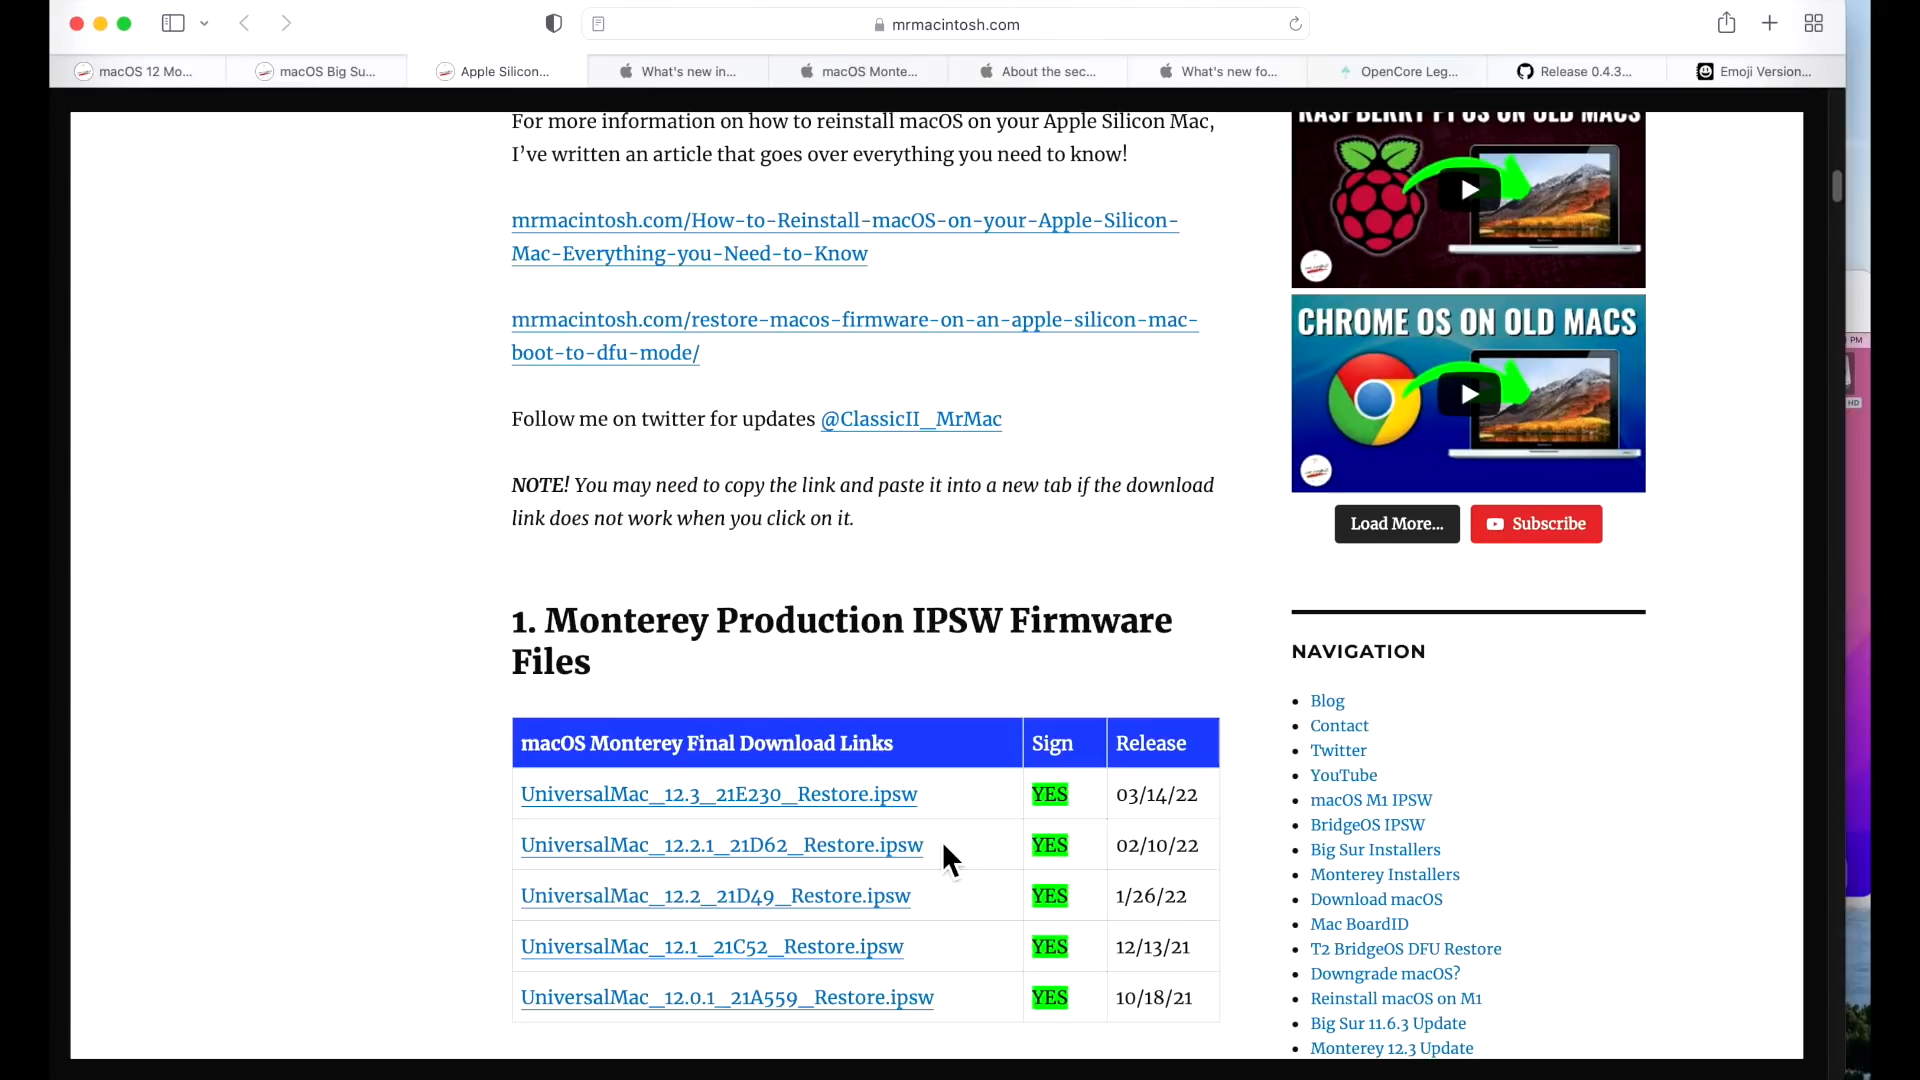 mrmacintosh.com
macOS 12 Mo...
macOS Big Su...
Apple Silicon...
What's new in...
macOS Monte...
About the sec...
What's new fo...
OpenCore Leg...
Release 0.4.3...
Emoji Version...
For more information on how to reinstall macOS on your Apple Silicon Mac,
I’ve written an article that goes over everything you need to know!
mrmacintosh.com/How-to-Reinstall-macOS-on-your-Apple-Silicon-
Mac-Everything-you-Need-to-Know
mrmacintosh.com/restore-macos-firmware-on-an-apple-silicon-mac-
boot-to-dfu-mode/
Follow me on twitter for updates @ClassicII_MrMac
NOTE! You may need to copy the link and paste it into a new tab if the download
link does not work when you click on it.
1. Monterey Production IPSW Firmware
Files
macOS Monterey Final Download Links Sign Release
UniversalMac_12.3_21E230_Restore.ipsw YES 03/14/22
UniversalMac_12.2.1_21D62_Restore.ipsw YES 02/10/22
UniversalMac_12.2_21D49_Restore.ipsw YES 1/26/22
UniversalMac_12.1_21C52_Restore.ipsw YES 12/13/21
UniversalMac_12.0.1_21A559_Restore.ipsw YES 10/18/21
RASPBERRY PI OS ON OLD MACS
CHROME OS ON OLD MACS
Load More...
Subscribe
NAVIGATION
Blog
Contact
Twitter
YouTube
macOS M1 IPSW
BridgeOS IPSW
Big Sur Installers
Monterey Installers
Download macOS
Mac BoardID
T2 BridgeOS DFU Restore
Downgrade macOS?
Reinstall macOS on M1
Big Sur 11.6.3 Update
Monterey 12.3 Update
PM
HD